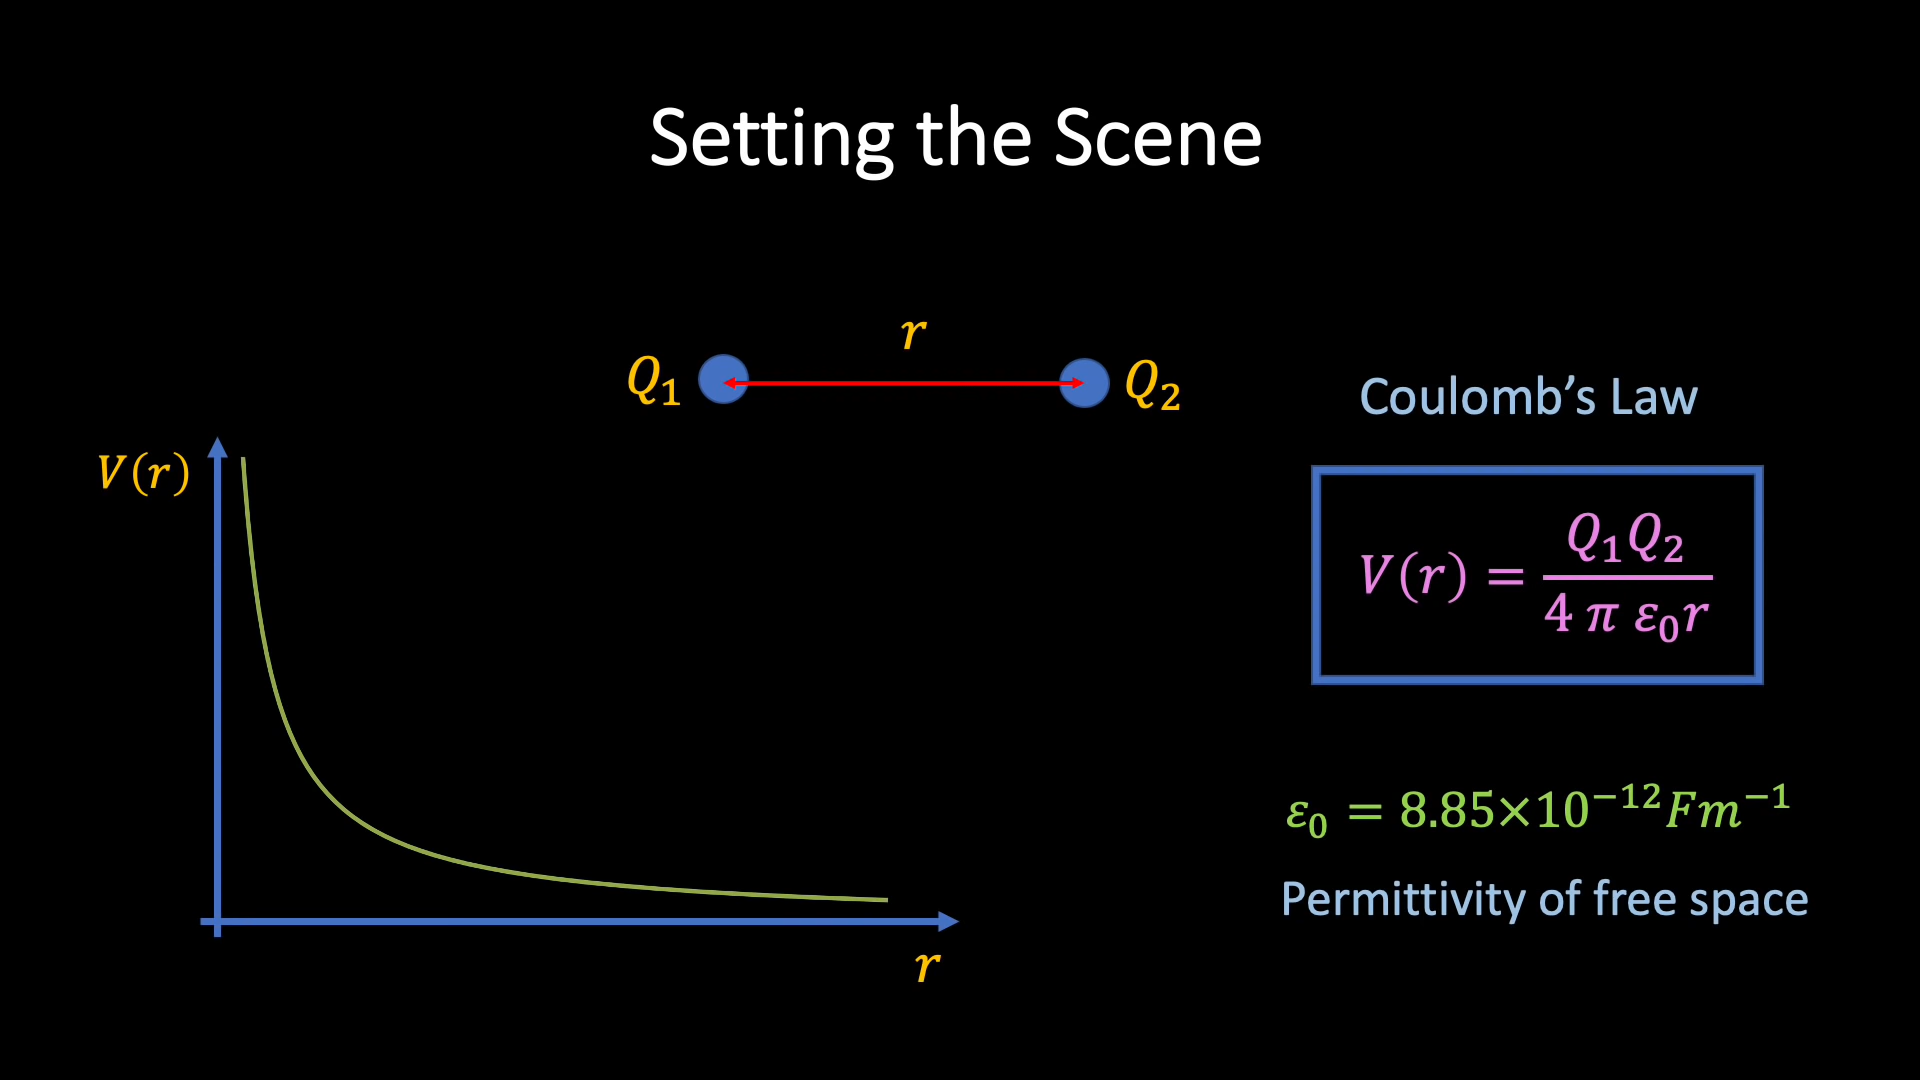 Setting the Scene
r
Q₁ Q₂
Coulomb’s Law
V(r)
V(r) = Q₁Q₂ / 4 π ε₀r
ε₀ = 8.85×10⁻¹²Fm⁻¹
Permittivity of free space
r